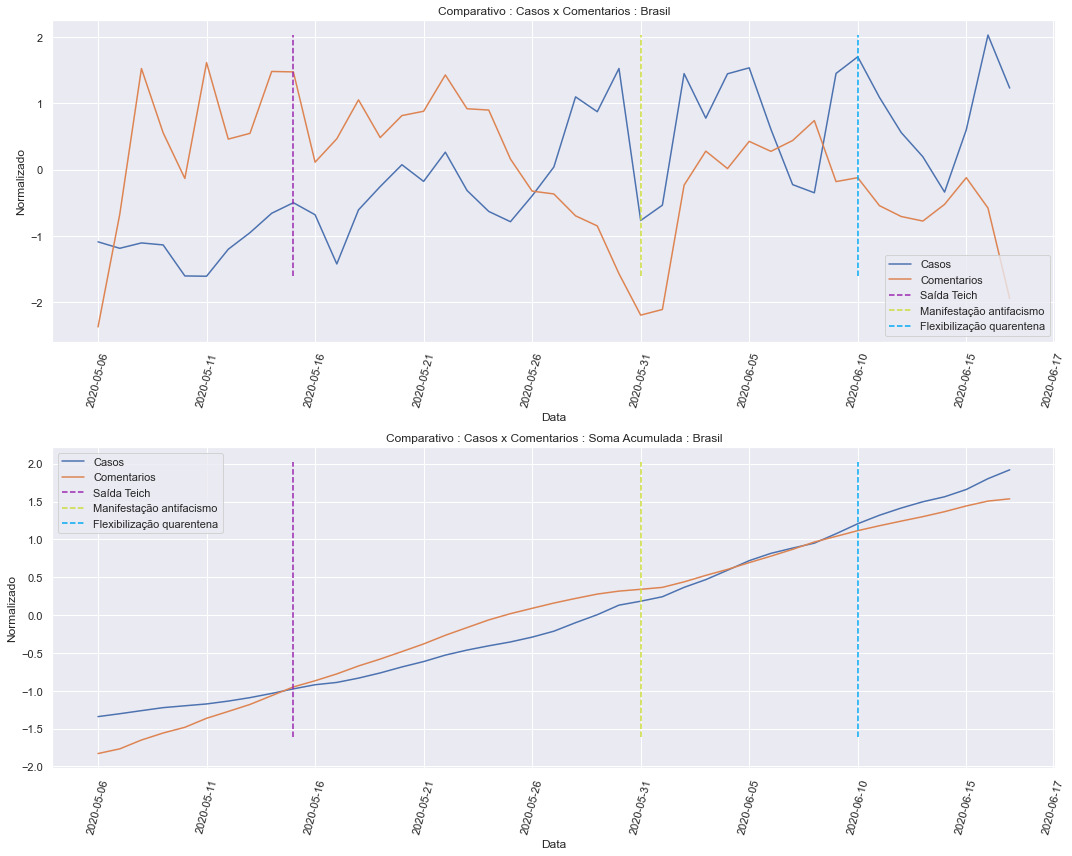 Comparativo : Casos x Comentarios : Brasil
Normalizado
2
1
0
−1
−2
Casos
Comentarios
Saída Teich
Manifestação antifacismo
Flexibilização quarentena
2020-05-06
2020-05-11
2020-05-16
2020-05-21
2020-05-26
2020-05-31
2020-06-05
2020-06-10
2020-06-15
2020-06-17
Data
Comparativo : Casos x Comentarios : Soma Acumulada : Brasil
Normalizado
2.0
1.5
1.0
0.5
0.0
−0.5
−1.0
−1.5
−2.0
Casos
Comentarios
Saída Teich
Manifestação antifacismo
Flexibilização quarentena
2020-05-06
2020-05-11
2020-05-16
2020-05-21
2020-05-26
2020-05-31
2020-06-05
2020-06-10
2020-06-15
2020-06-17
Data